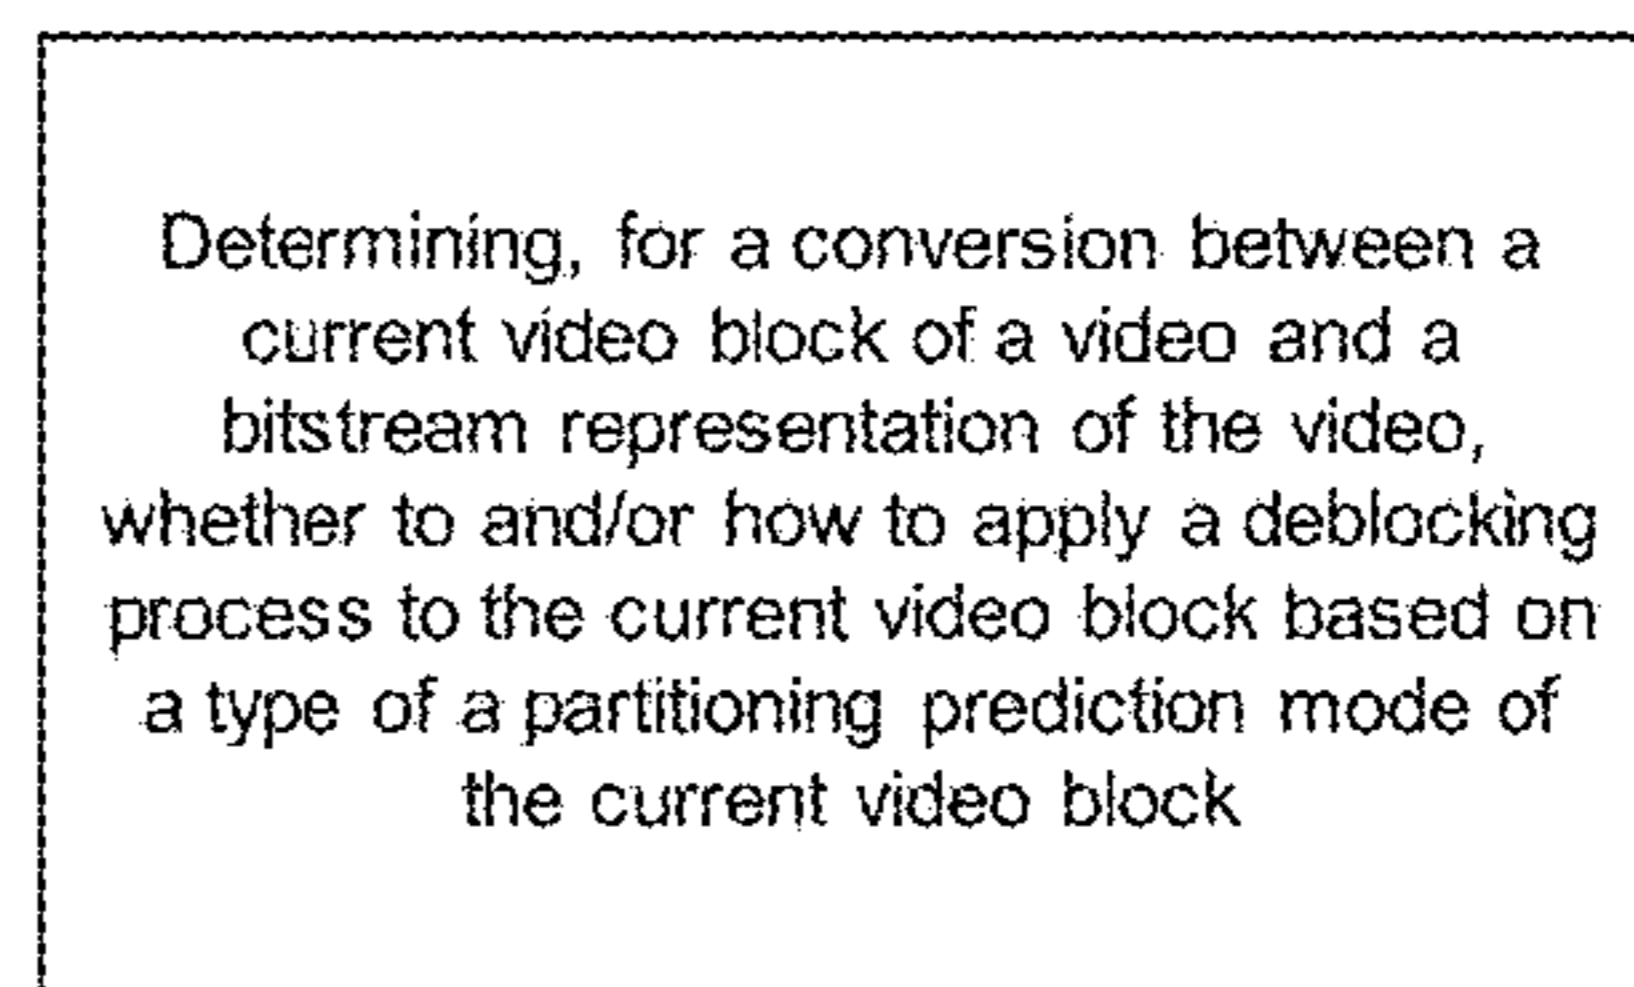 Determining, for a conversion between a
current video block of a video and a
bitstream representation of the video,
whether to and/or how to apply a deblocking
process to the current video block based on
a type of a partitioning prediction mode of
the current video block